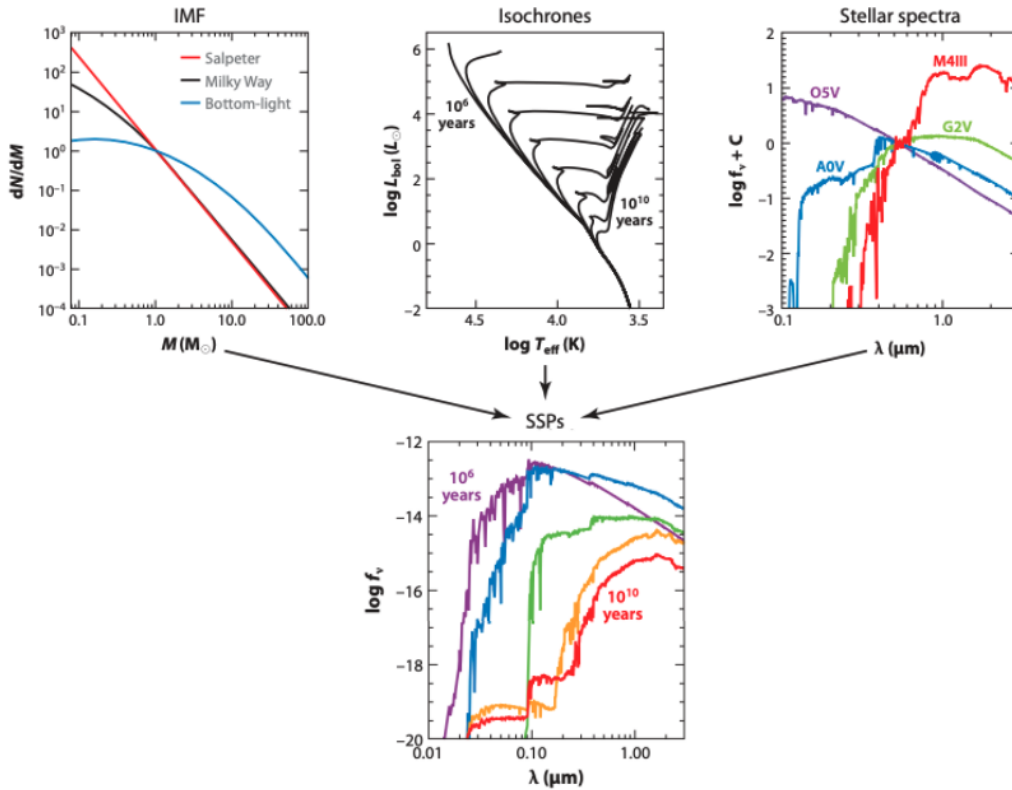 IMF
Isochrones
Stellar spectra
10³
10²
10¹
10⁰
10⁻¹
10⁻²
10⁻³
10⁻⁴
dN/dM
Salpeter
Milky Way
Bottom-light
0.1
1.0
10.0
100.0
M (M☉)
6
4
2
0
−2
log L_bol (L☉)
10⁶
years
10¹⁰
years
4.5
4.0
3.5
log T_eff (K)
2
1
0
−1
−2
−3
log f_ν + C
M4III
O5V
G2V
A0V
0.1
1.0
λ (μm)
SSPs
−12
−14
−16
−18
−20
log f_ν
10⁶
years
10¹⁰
years
0.01
0.10
1.00
λ (μm)